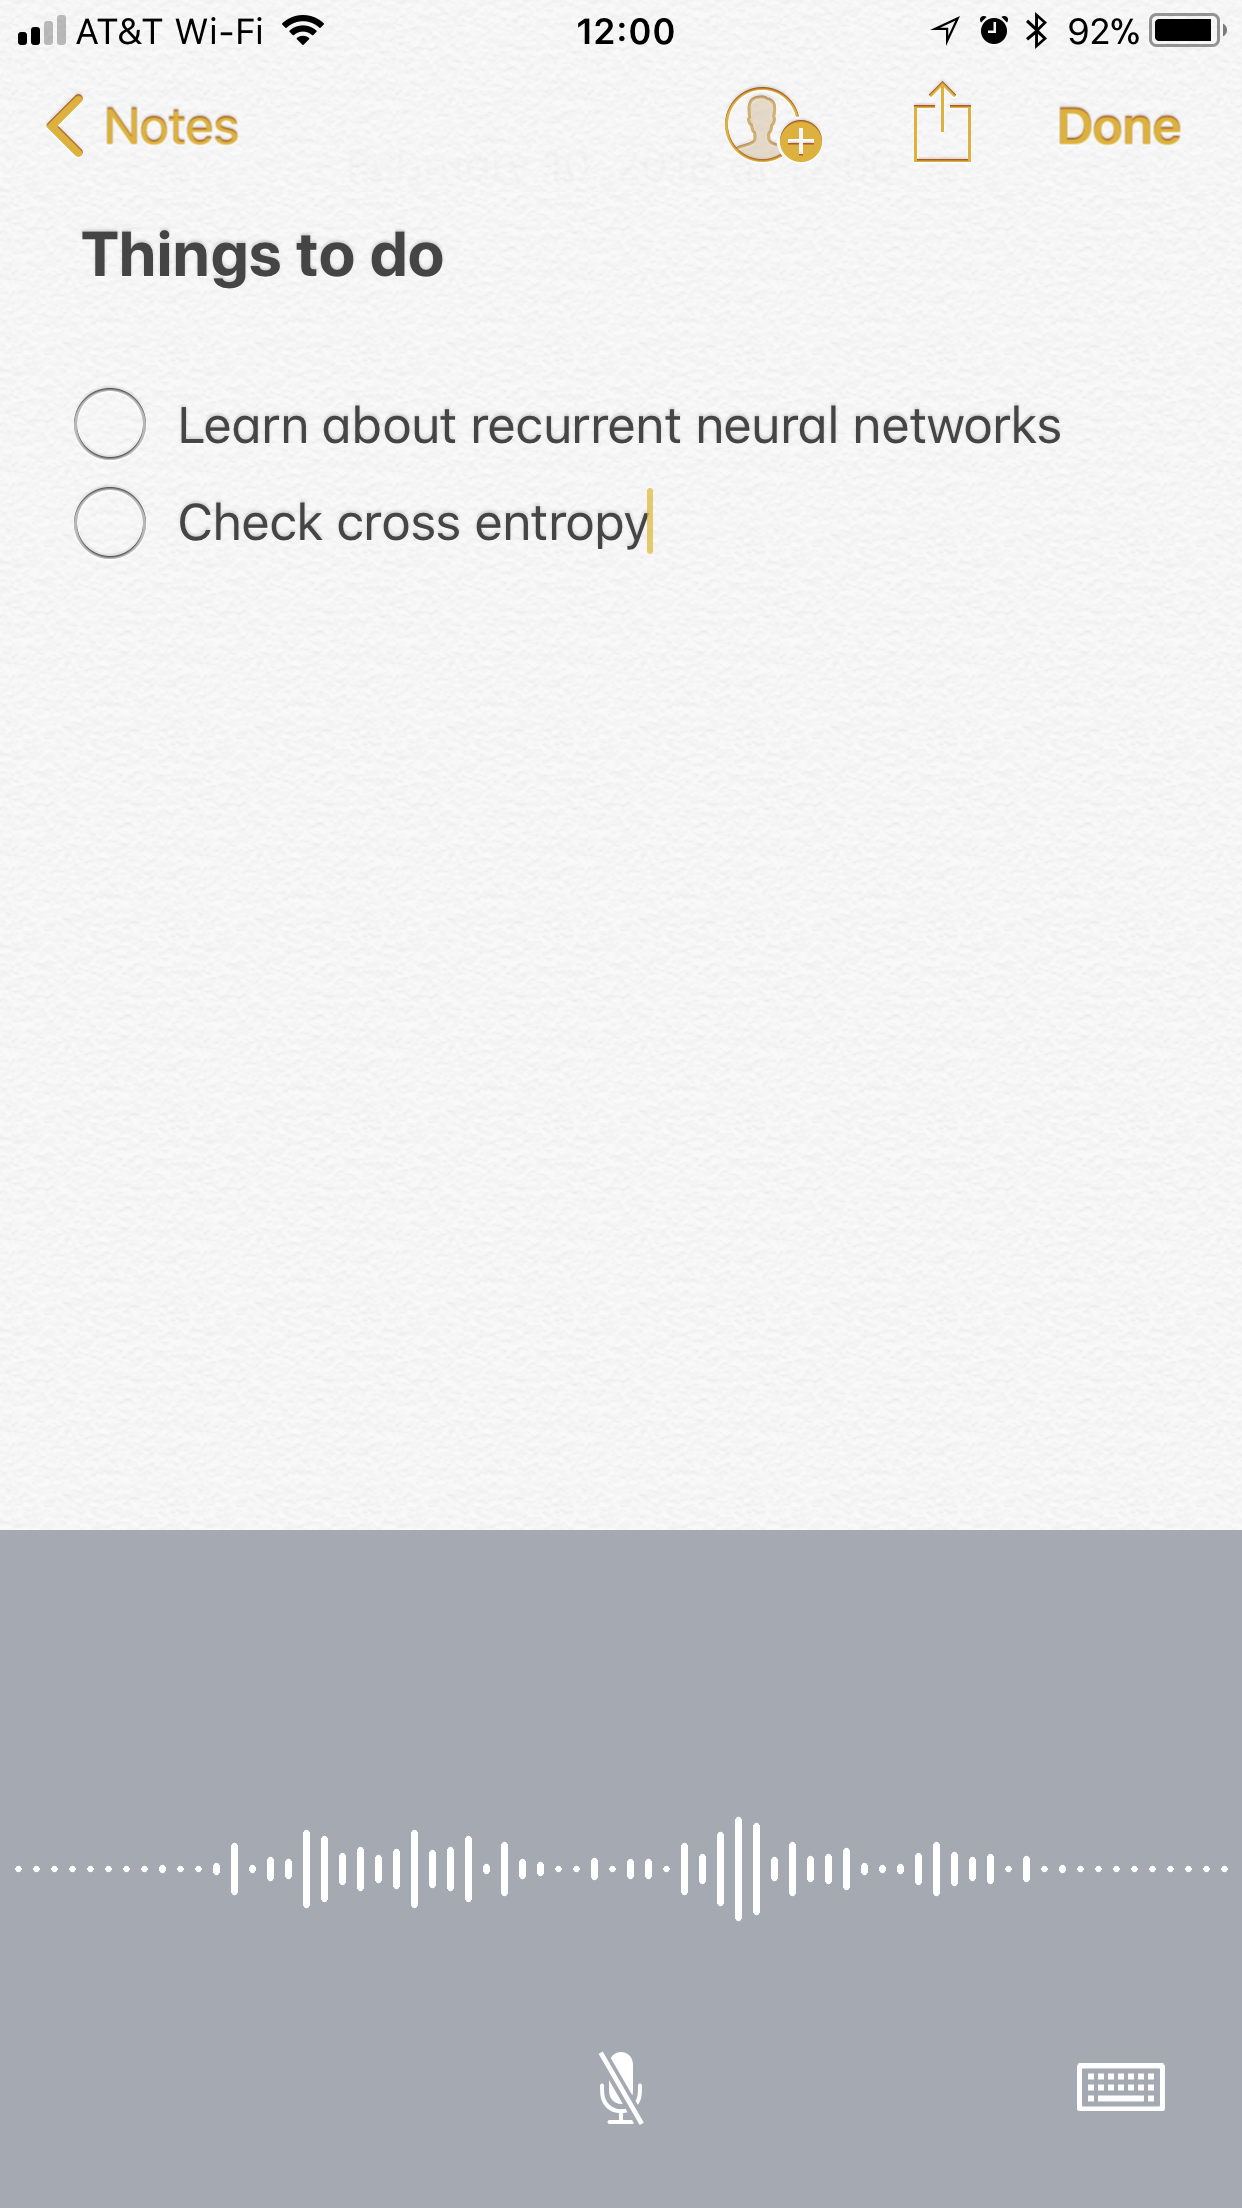 AT&T Wi-Fi 12:00 92%
Notes Done
Things to do
Learn about recurrent neural networks
Check cross entropy